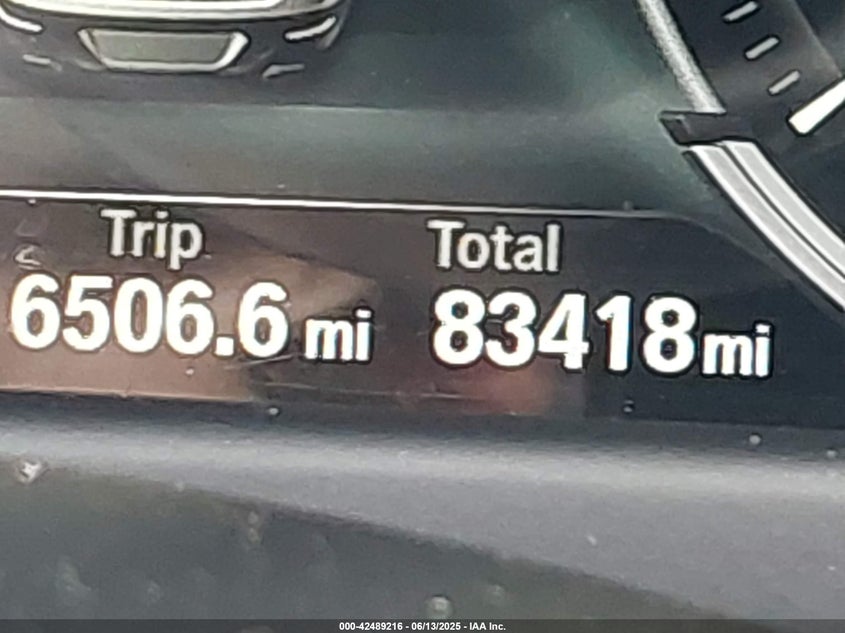 Trip Total
6506.6 mi 83418 mi
000-42489216 - 06/13/2025 - IAA Inc.